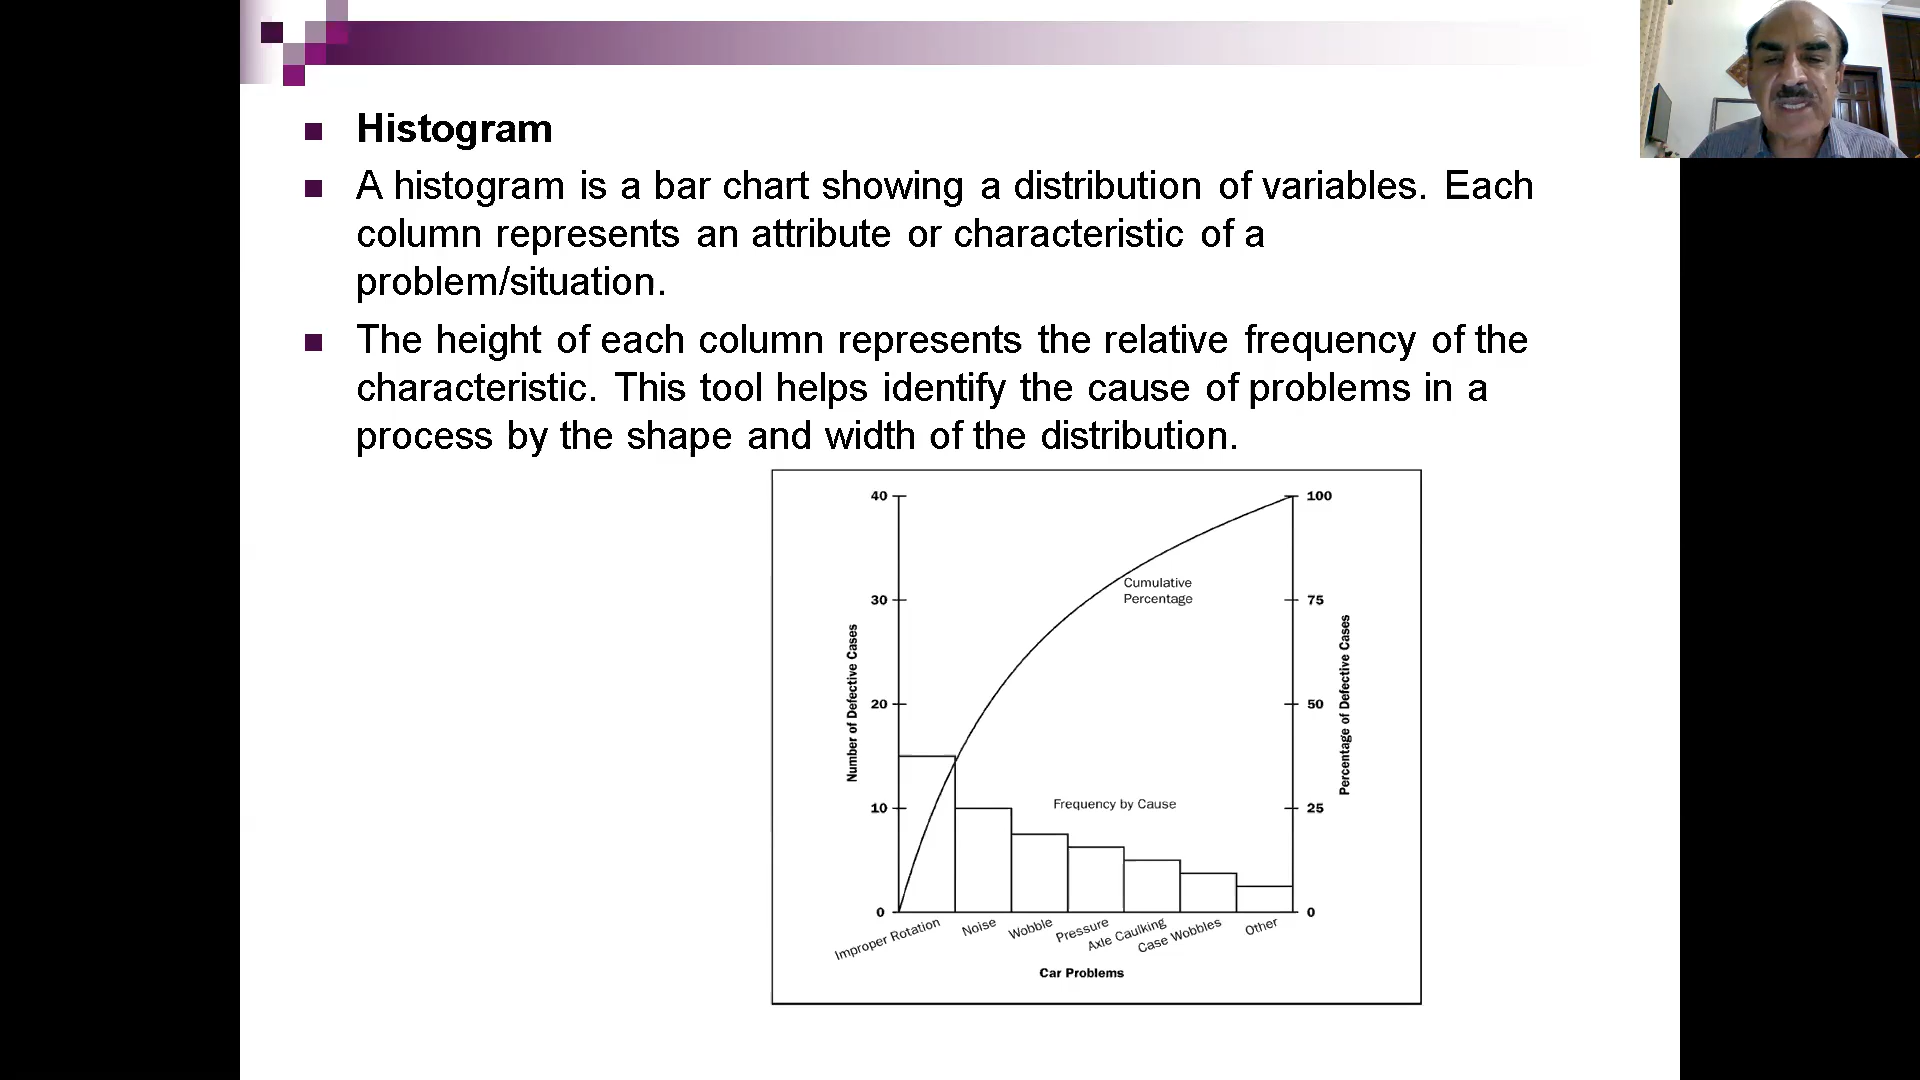 Histogram
A histogram is a bar chart showing a distribution of variables. Each
column represents an attribute or characteristic of a
problem/situation.
The height of each column represents the relative frequency of the
characteristic. This tool helps identify the cause of problems in a
process by the shape and width of the distribution.
40
100
Cumulative
Percentage
30
75
Number of Defective Cases
Percentage of Defective Cases
20
50
10
Frequency by Cause
25
0
0
Improper Rotation
Noise
Wobble
Pressure
Axle Caulking
Case Wobbles
Other
Car Problems